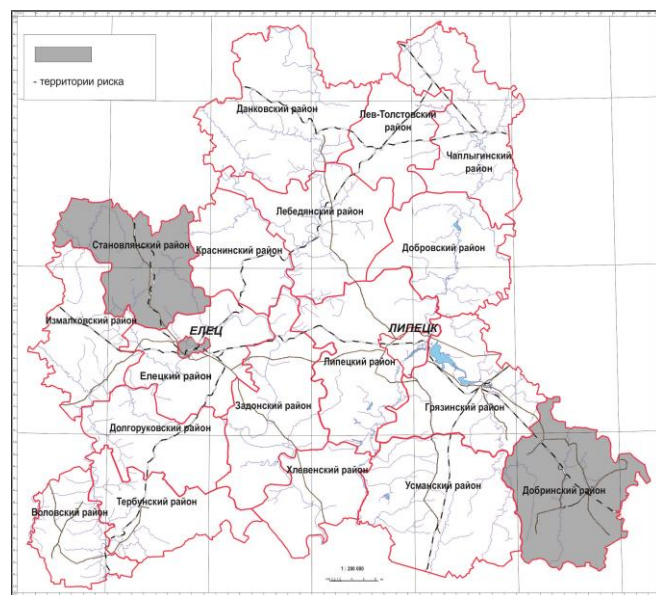 - территории риска
Данковский район
Лев-Толстовский
район
Чаплыгинский
район
Лебедянский район
Становлянский район
Краснинский район
Добровский район
Измалковский район
ЕЛЕЦ
ЛИПЕЦК
Елецкий район
Липецкий район
Задонский район
Грязинский район
Долгоруковский район
Хлевенский район
Усманский район
Добринский район
Тербунский район
Воловский район
1 : 200 000